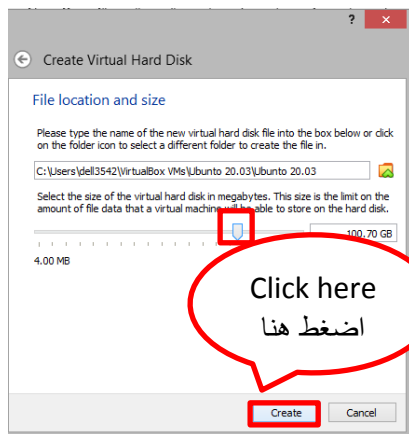 ?
Create Virtual Hard Disk
File location and size
Please type the name of the new virtual hard disk file into the box below or click
on the folder icon to select a different folder to create the file in.
C:\Users\dell3542\VirtualBox VMs\Ubunto 20.03\Ubunto 20.03
Select the size of the virtual hard disk in megabytes. This size is the limit on the
amount of file data that a virtual machine will be able to store on the hard disk.
100.70 GB
4.00 MB
Click here
اضغط هنا
Create
Cancel